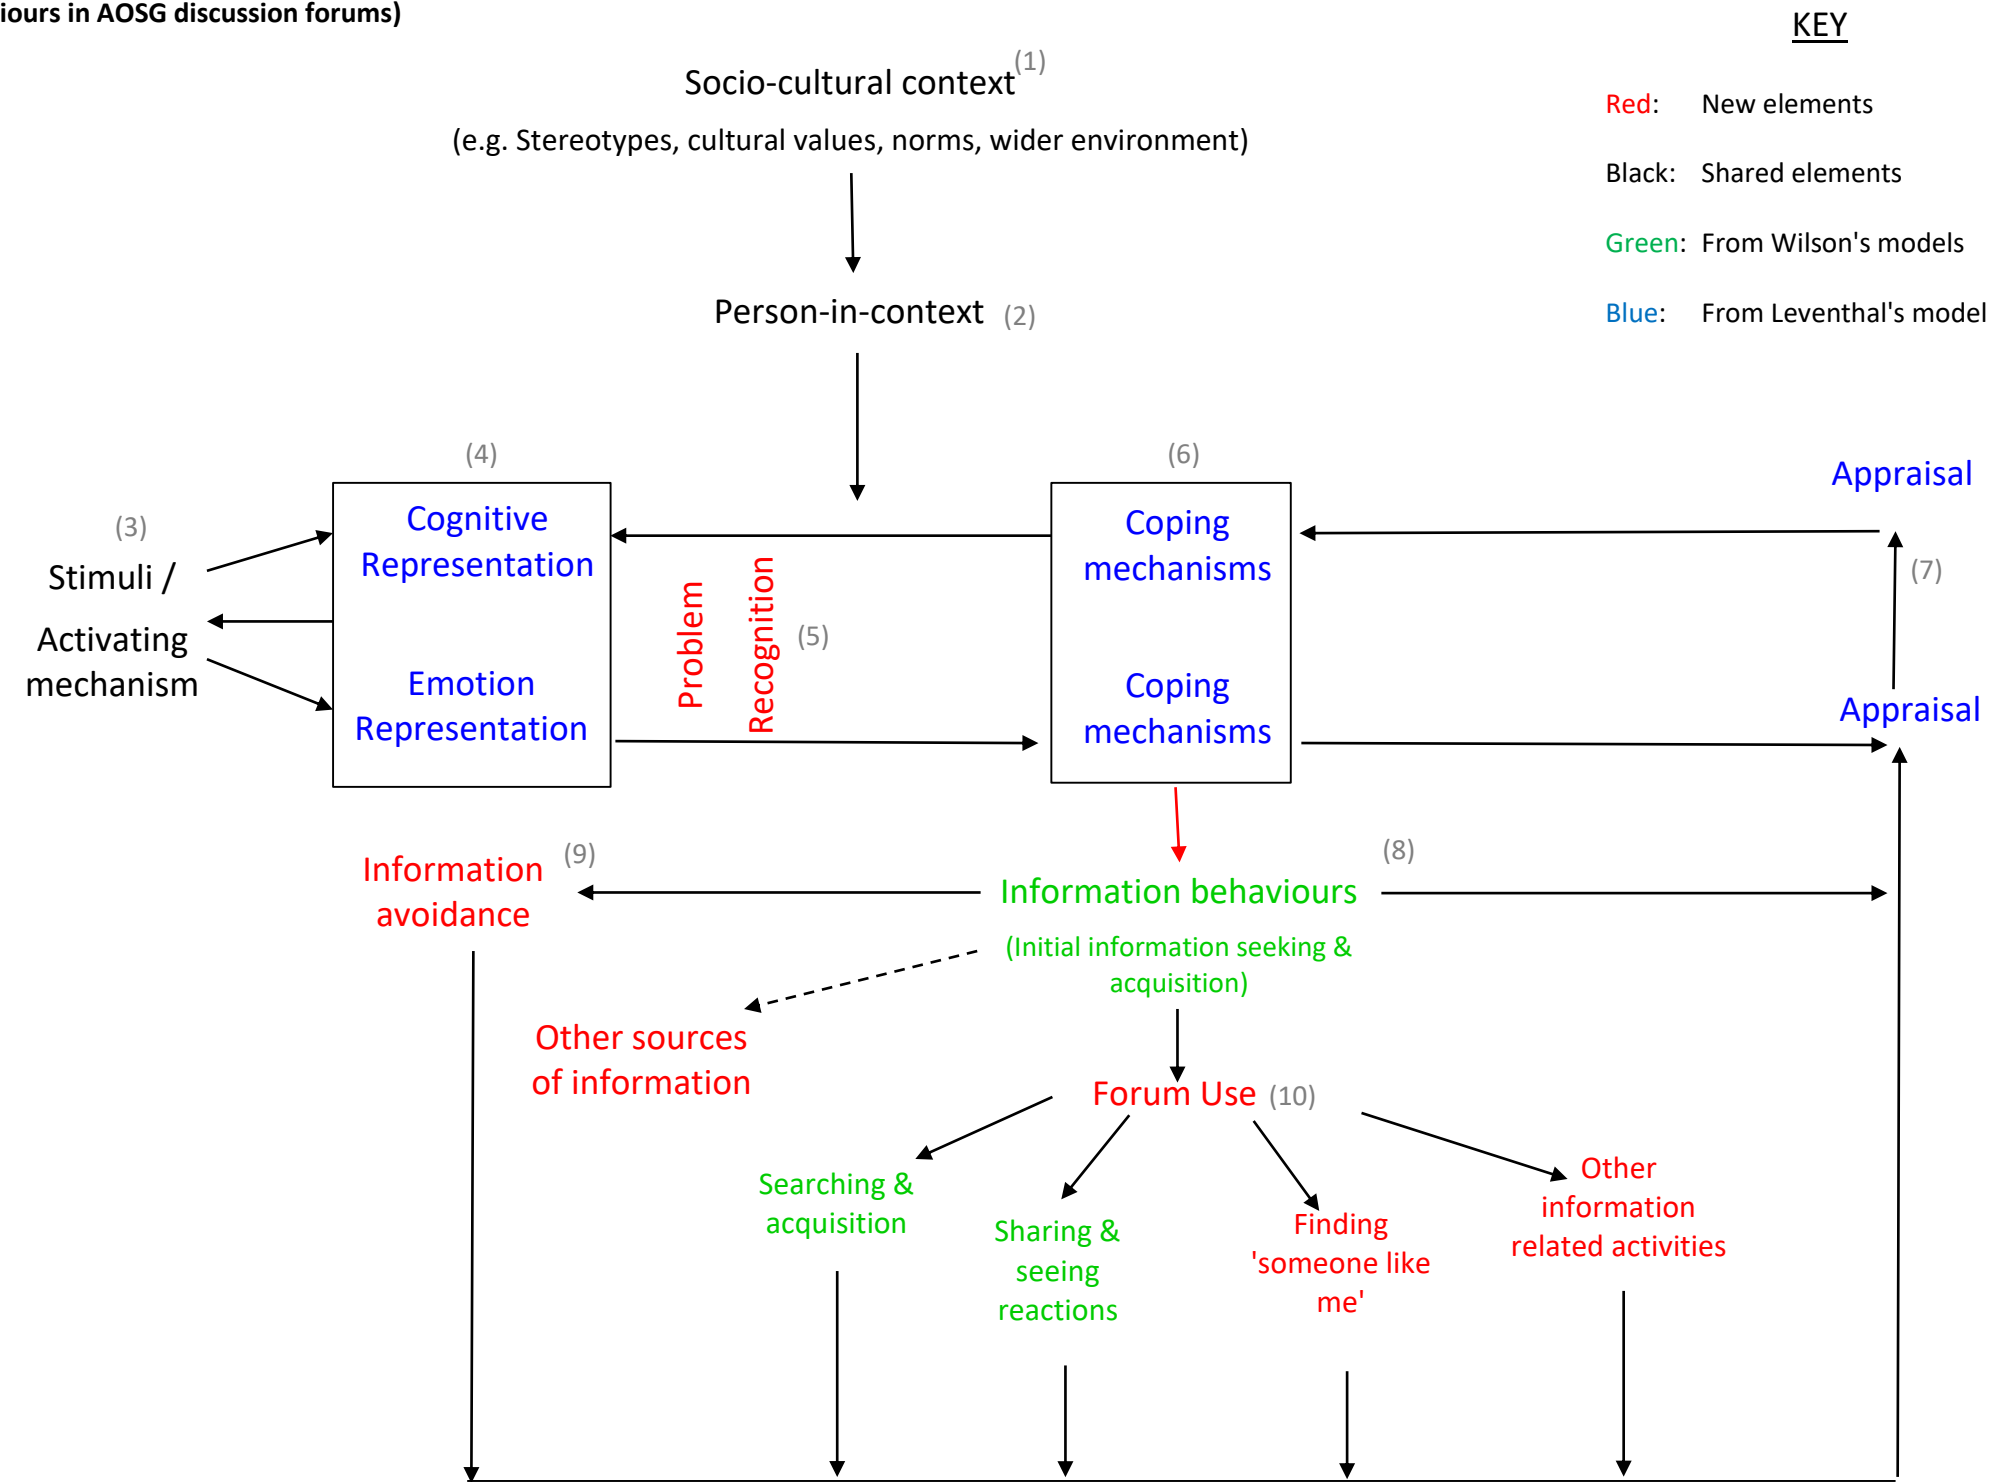 iours in AOSG discussion forums)
KEY
Red: New elements
Black: Shared elements
Green: From Wilson's models
Blue: From Leventhal's model
Socio-cultural context (1)
(e.g. Stereotypes, cultural values, norms, wider environment)
Person-in-context (2)
(3)
Stimuli /
Activating
mechanism
(4)
Cognitive
Representation
Emotion
Representation
Problem
Recognition
(5)
(6)
Coping
mechanisms
Coping
mechanisms
Appraisal
(7)
Appraisal
Information
avoidance
(9)
(8)
Information behaviours
(Initial information seeking &
acquisition)
Other sources
of information
Forum Use (10)
Searching &
acquisition
Sharing &
seeing
reactions
Finding
'someone like
me'
Other
information
related activities